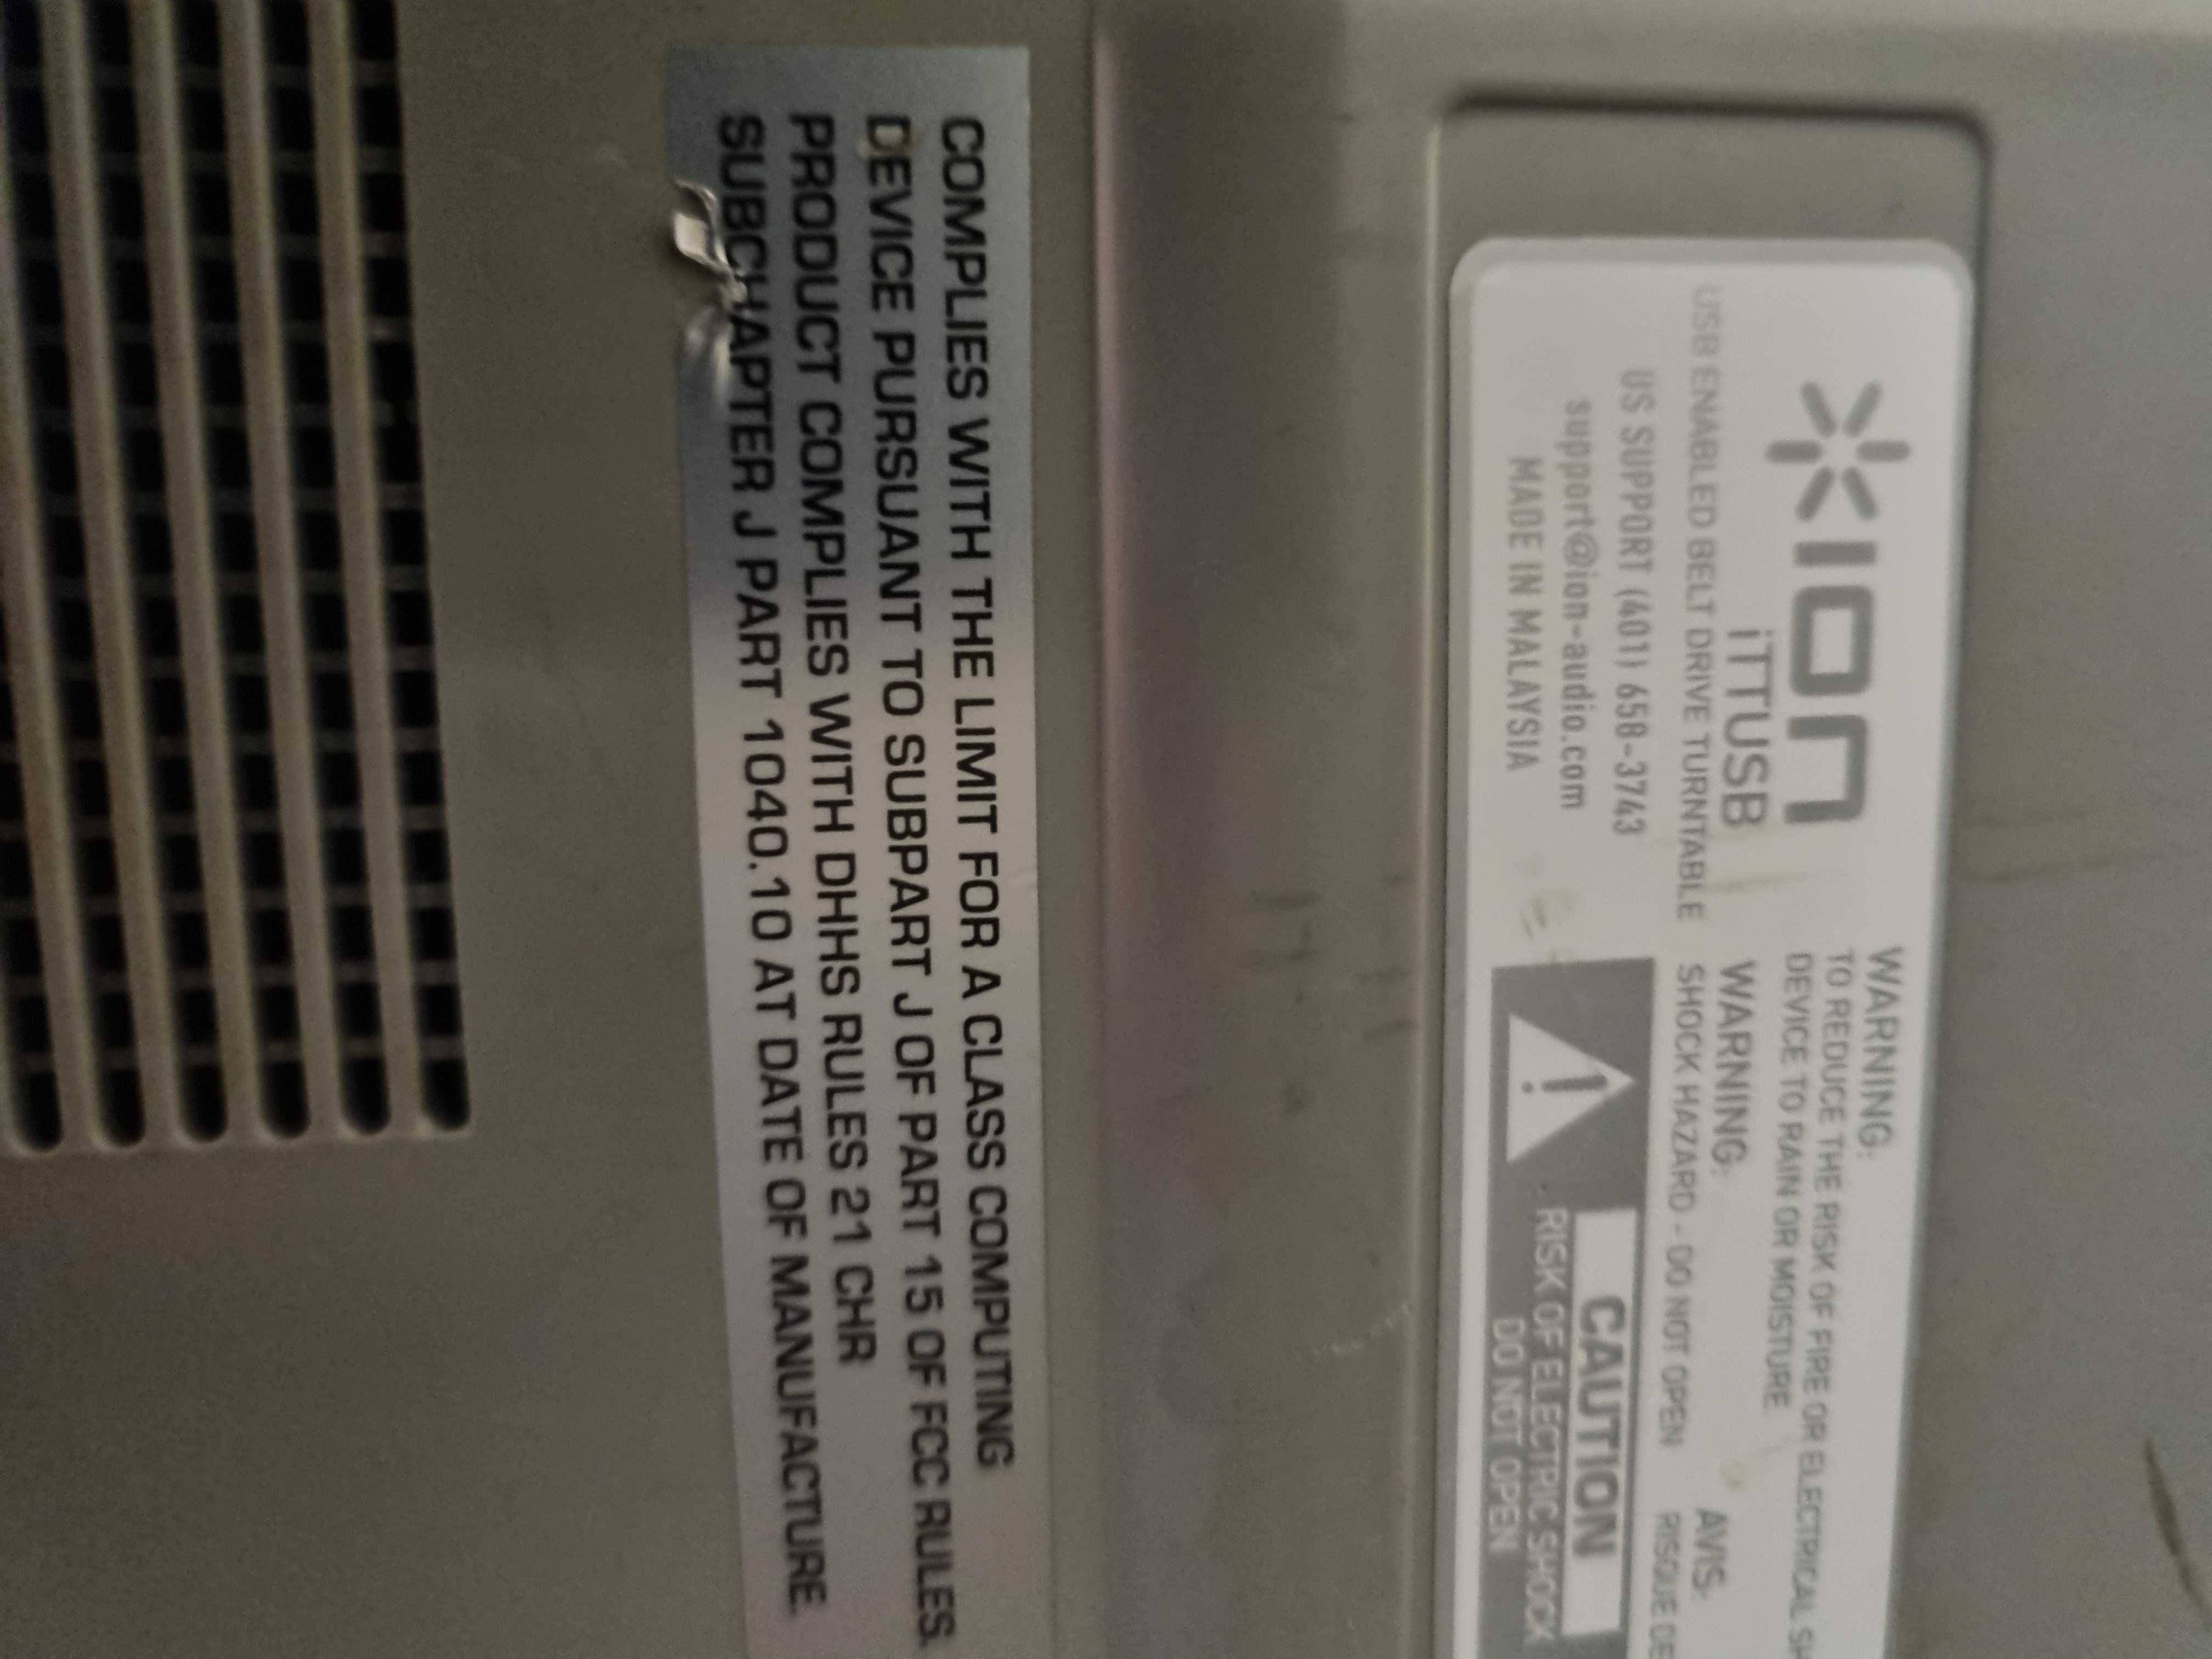 ion
iTTUSB
USB ENABLED BELT DRIVE TURNTABLE
US SUPPORT (401) 658-3743
support@ion-audio.com
MADE IN MALAYSIA
WARNING:
TO REDUCE THE RISK OF FIRE OR ELECTRICAL SH
DEVICE TO RAIN OR MOISTURE
WARNING:
SHOCK HAZARD - DO NOT OPEN
AVIS:
RISQUE DE
CAUTION
RISK OF ELECTRIC SHOCK
DO NOT OPEN
COMPLIES WITH THE LIMIT FOR A CLASS COMPUTING
DEVICE PURSUANT TO SUBPART J OF PART 15 OF FCC RULES.
PRODUCT COMPLIES WITH DHHS RULES 21 CHR
SUBCHAPTER J PART 1040.10 AT DATE OF MANUFACTURE.